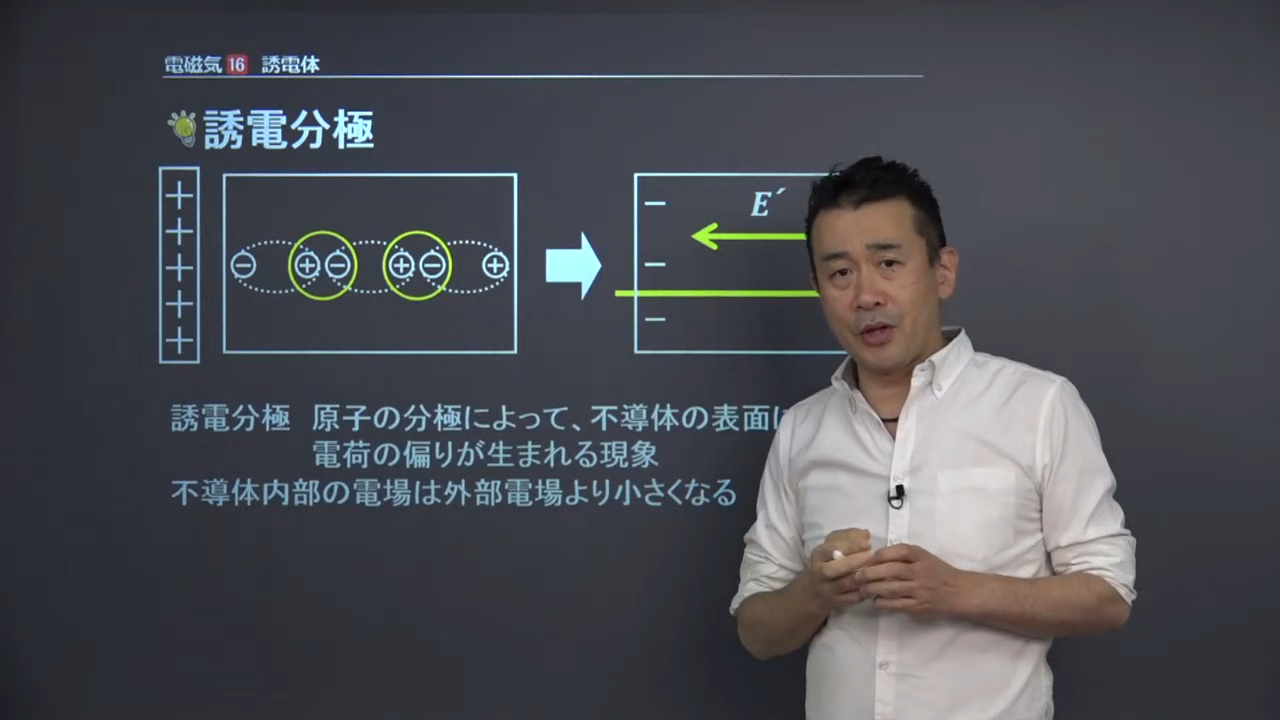 電磁気 16 誘電体
誘電分極
+
+
+
+
+
− + − + − +
−
−
−
E´
誘電分極 原子の分極によって、不導体の表面に
電荷の偏りが生まれる現象
不導体内部の電場は外部電場より小さくなる